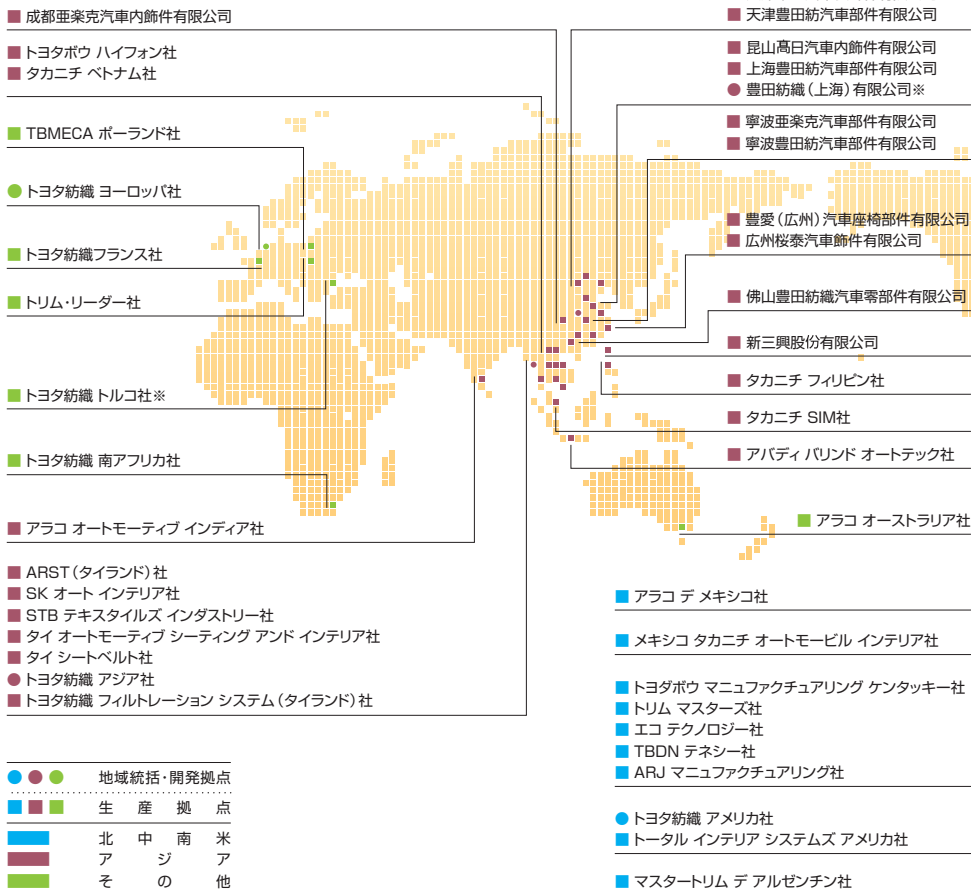 成都亜楽克汽車内飾件有限公司
トヨタボウ ハイフォン社
タカニチ ベトナム社
TBMECA ポーランド社
トヨタ紡織 ヨーロッパ社
トヨタ紡織フランス社
トリム・リーダー社
トヨタ紡織 トルコ社※
トヨタ紡織 南アフリカ社
アラコ オートモーティブ インディア社
ARST（タイランド）社
SK オート インテリア社
STB テキスタイルズ インダストリー社
タイ オートモーティブ シーティング アンド インテリア社
タイ シートベルト社
トヨタ紡織 アジア社
トヨタ紡織 フィルトレーション システム（タイランド）社
地域統括・開発拠点
生産拠点
北中南米
アジア
その他
天津豊田紡汽車部件有限公司
昆山髙日汽車内飾件有限公司
上海豊田紡汽車部件有限公司
豊田紡織（上海）有限公司※
寧波亜楽克汽車部件有限公司
寧波豊田紡汽車部件有限公司
豊愛（広州）汽車座椅部件有限公司
広州桜泰汽車飾件有限公司
佛山豊田紡織汽車零部件有限公司
新三興股份有限公司
タカニチ フィリピン社
タカニチ SIM社
アバディ バリンド オートテック社
アラコ オーストラリア社
アラコ デ メキシコ社
メキシコ タカニチ オートモービル インテリア社
トヨダボウ マニュファクチュアリング ケンタッキー社
トリム マスターズ社
エコ テクノロジー社
TBDN テネシー社
ARJ マニュファクチュアリング社
トヨタ紡織 アメリカ社
トータル インテリア システムズ アメリカ社
マスタートリム デ アルゼンチン社